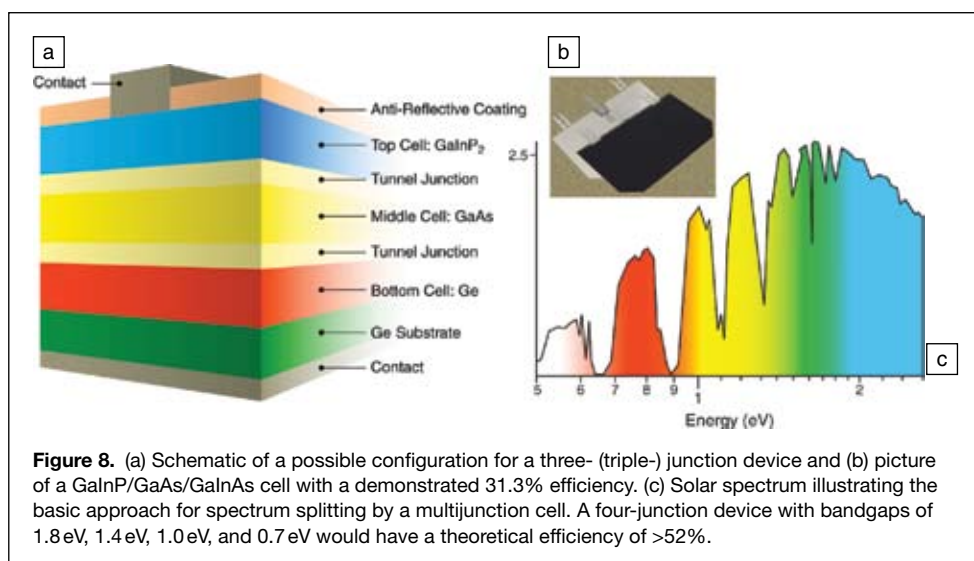 a
Contact
Anti-Reflective Coating
Top Cell: GaInP₂
Tunnel Junction
Middle Cell: GaAs
Tunnel Junction
Bottom Cell: Ge
Ge Substrate
Contact
b
2.5
c
5 6 7 8 9 1 2
Energy (eV)
Figure 8. (a) Schematic of a possible configuration for a three- (triple-) junction device and (b) picture
of a GaInP/GaAs/GaInAs cell with a demonstrated 31.3% efficiency. (c) Solar spectrum illustrating the
basic approach for spectrum splitting by a multijunction cell. A four-junction device with bandgaps of
1.8 eV, 1.4 eV, 1.0 eV, and 0.7 eV would have a theoretical efficiency of >52%.